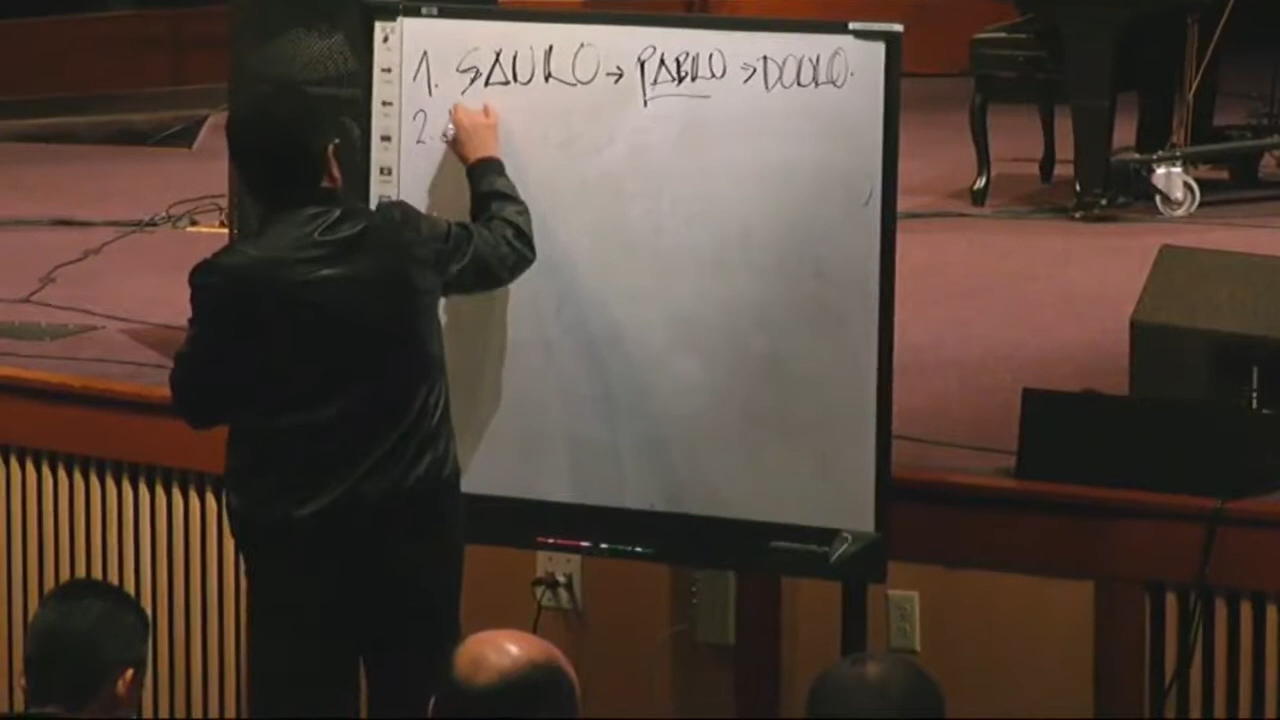 1. SAULO → PABLO → DOULO.
2.